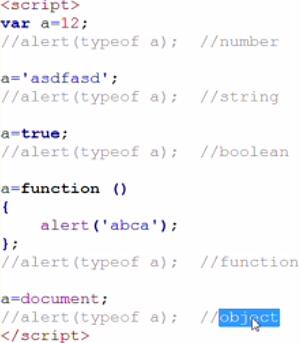 <script>
var a=12;
//alert(typeof a);  //number
a='asdfasd';
//alert(typeof a);  //string
a=true;
//alert(typeof a);  //boolean
a=function ()
{
    alert('abca');
};
//alert(typeof a);  //function
a=document;
//alert(typeof a);  //object
</script>